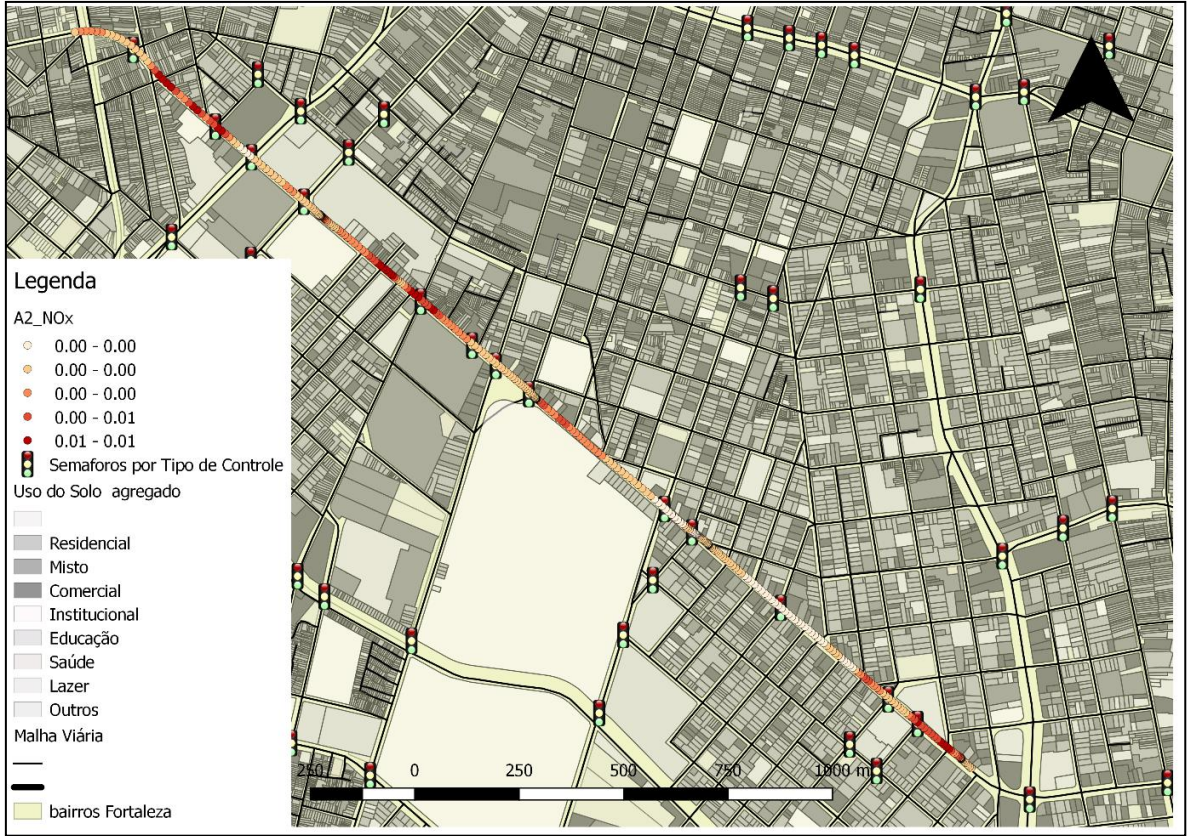 Legenda
A2_NOx
0.00 - 0.00
0.00 - 0.00
0.00 - 0.00
0.00 - 0.01
0.01 - 0.01
Semaforos por Tipo de Controle
Uso do Solo agregado
Residencial
Misto
Comercial
Institucional
Educação
Saúde
Lazer
Outros
Malha Viária
bairros Fortaleza
250 0 250 500 750 1000 m